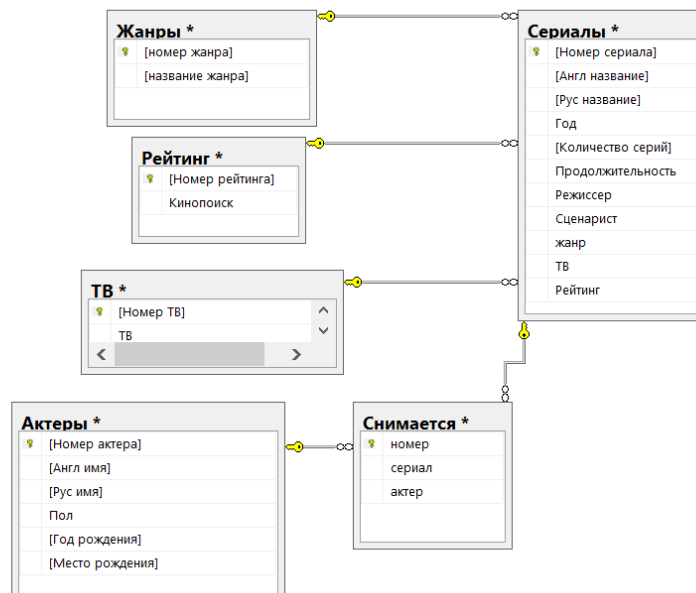 Жанры *
[номер жанра]
[название жанра]
Рейтинг *
[Номер рейтинга]
Кинопоиск
ТВ *
[Номер ТВ]
ТВ
Актеры *
[Номер актера]
[Англ имя]
[Рус имя]
Пол
[Год рождения]
[Место рождения]
Снимается *
номер
сериал
актер
Сериалы *
[Номер сериала]
[Англ название]
[Рус название]
Год
[Количество серий]
Продолжительность
Режиссер
Сценарист
жанр
ТВ
Рейтинг